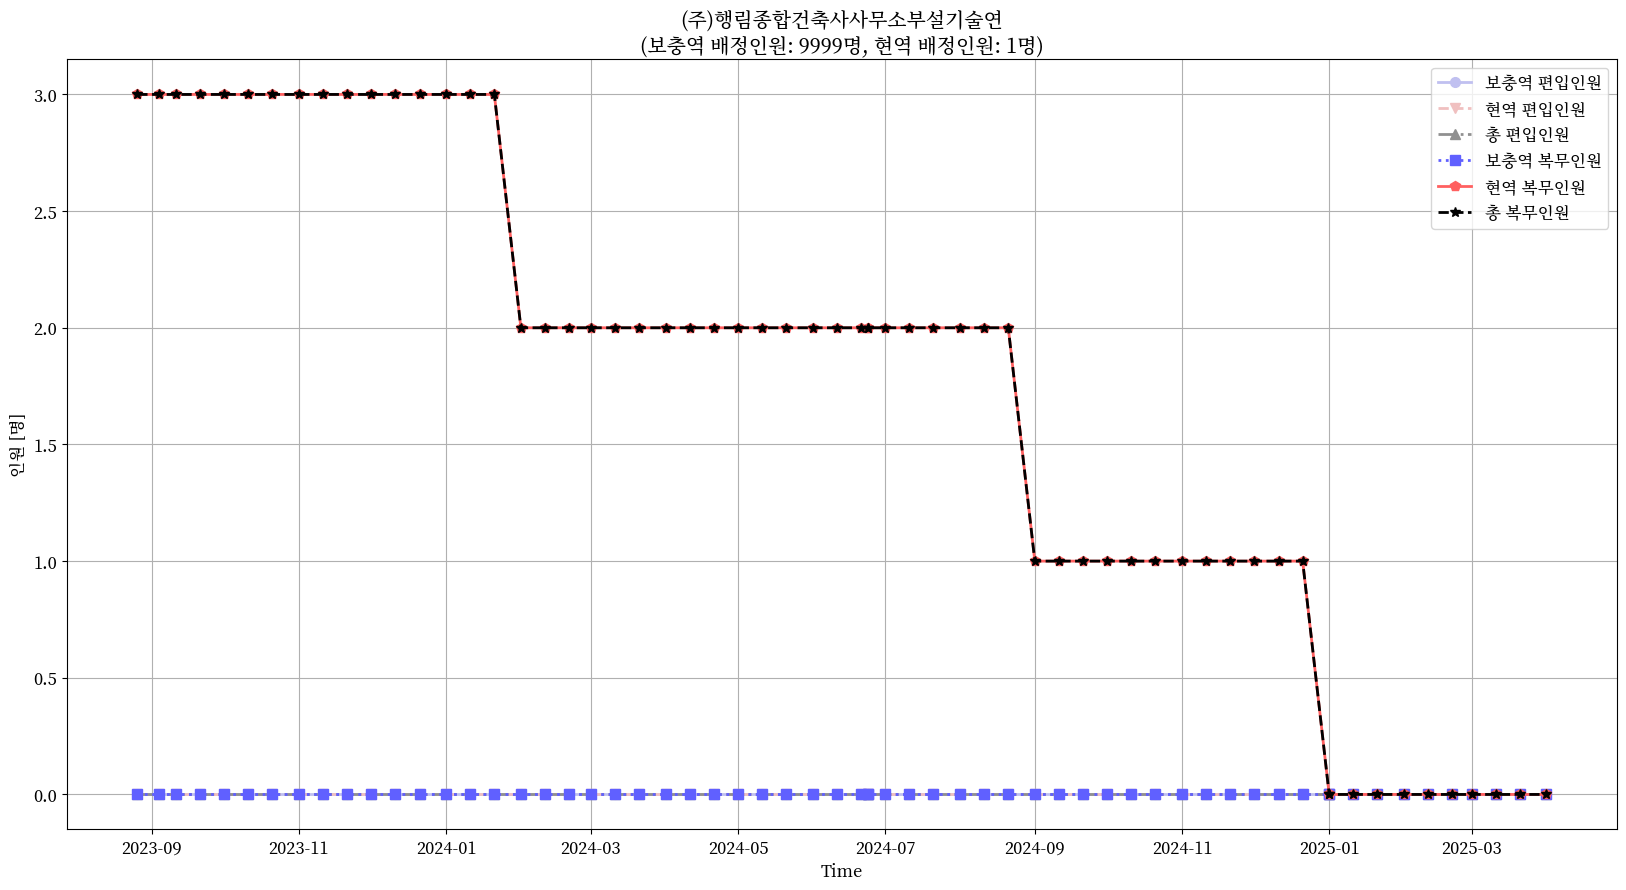 (주)행림종합건축사사무소부설기술연
(보충역 배정인원: 9999명, 현역 배정인원: 1명)
보충역 편입인원
현역 편입인원
총 편입인원
보충역 복무인원
현역 복무인원
총 복무인원
인원 [명]
3.0
2.5
2.0
1.5
1.0
0.5
0.0
2023-09
2023-11
2024-01
2024-03
2024-05
2024-07
2024-09
2024-11
2025-01
2025-03
Time